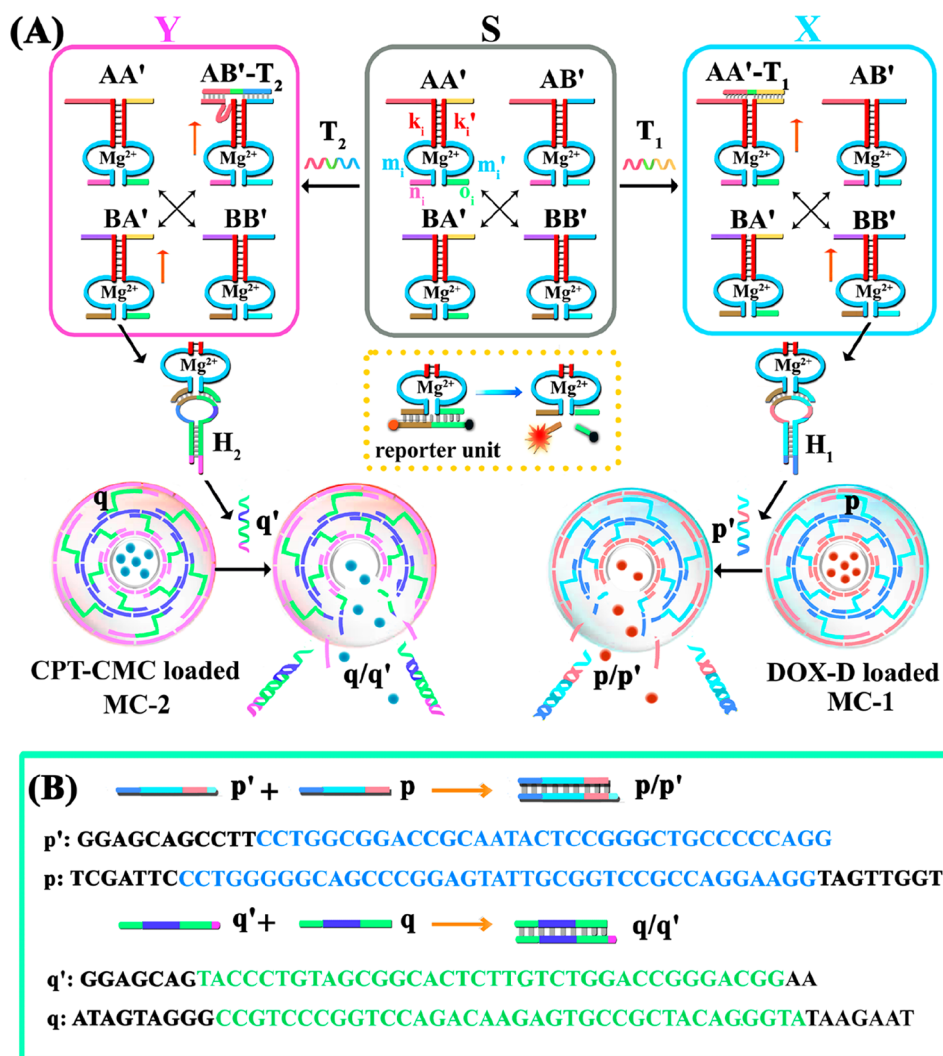 (A)
Y
S
X
AA' AB'-T2
AA' AB'
AA'-T1 AB'
ki ki'
T2
T1
Mg2+ Mg2+
Mg2+ Mg2+
Mg2+ Mg2+
mi mi'
ni oi
BA' BB'
BA' BB'
BA' BB'
Mg2+ Mg2+
Mg2+ Mg2+
Mg2+ Mg2+
Mg2+
Mg2+ Mg2+
Mg2+
reporter unit
H2
H1
q
q'
p'
p
CPT-CMC loaded
MC-2
q/q'
p/p'
DOX-D loaded
MC-1
(B)
p' + p p/p'
p': GGAGCAGCCTTCCTGGCGGACCGCAATACTCCGGGCTGCCCCCAGG
p: TCGATTCCCTGGGGGCAGCCCGGAGTATTGCGGTCCGCCAGGAAGGTAGTTGGT
q' + q q/q'
q': GGAGCAGTACCCTGTAGCGGCACTCTTGTCTGGACCGGGACGGAA
q: ATAGTAGGGCCGTCCCGGTCCAGACAAGAGTGCCGCTACAGGGTATAAGAAT